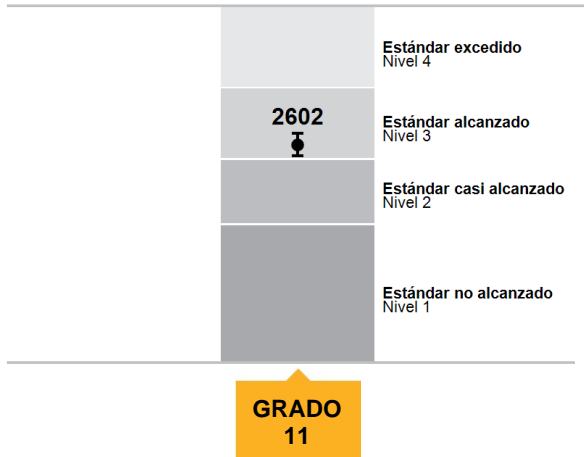 Estándar excedido
Nivel 4
2602
Estándar alcanzado
Nivel 3
Estándar casi alcanzado
Nivel 2
Estándar no alcanzado
Nivel 1
GRADO
11